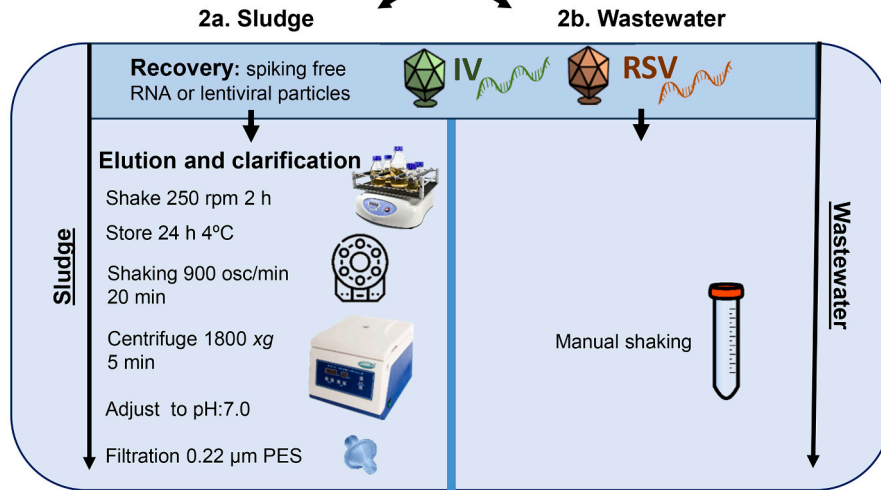 2a. Sludge
2b. Wastewater
Recovery: spiking free
RNA or lentiviral particles
IV
RSV
Elution and clarification
Shake 250 rpm 2 h
Store 24 h 4ºC
Shaking 900 osc/min
20 min
Centrifuge 1800 xg
5 min
Adjust to pH:7.0
Filtration 0.22 µm PES
Sludge
Manual shaking
Wastewater